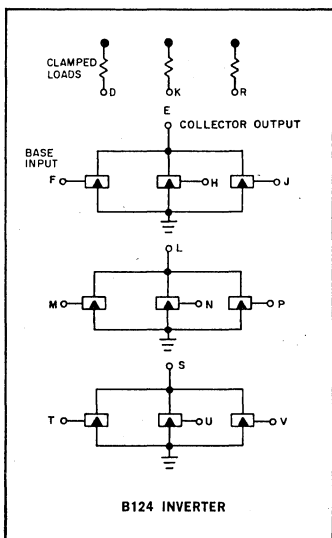 CLAMPED
LOADS
D
K
R
E
COLLECTOR OUTPUT
BASE
INPUT
F
H
J
L
M
N
P
S
T
U
V
B124 INVERTER